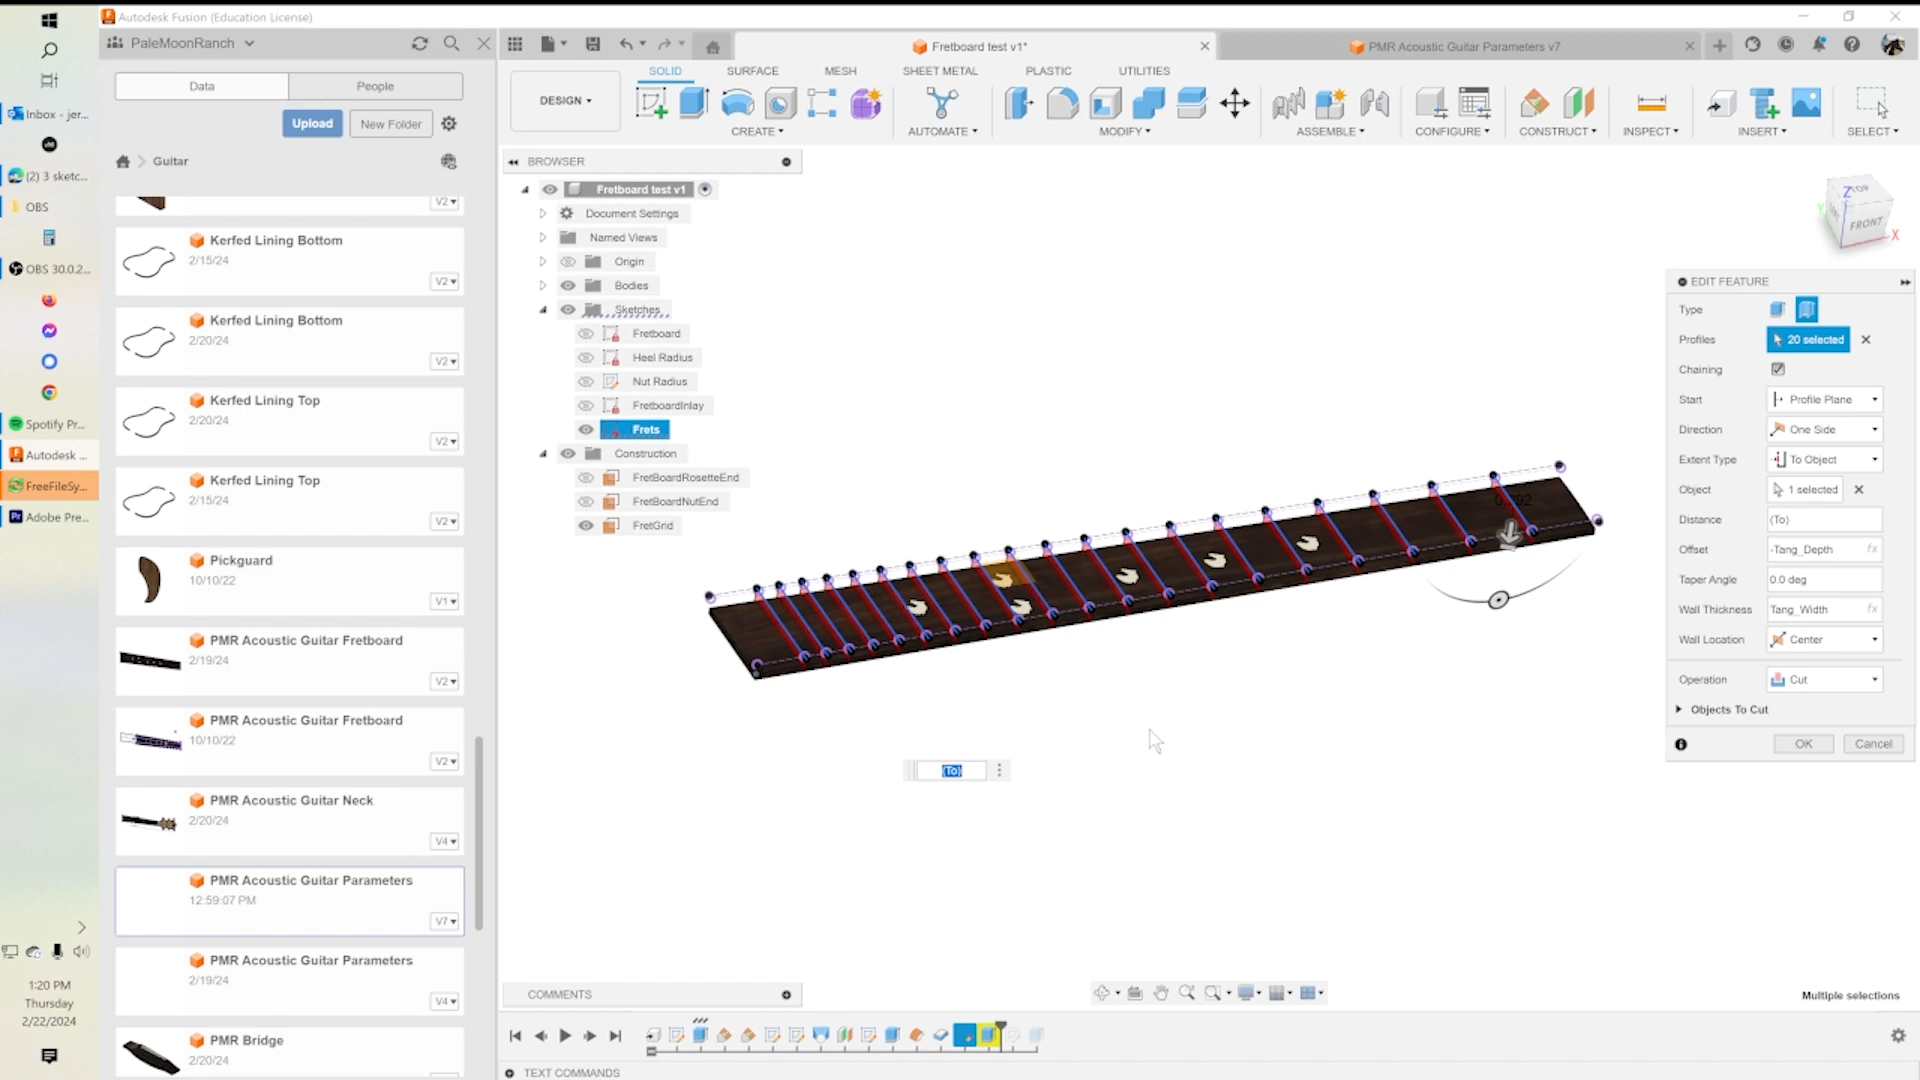 Autodesk Fusion (Education License)
PaleMoonRanch
Fretboard test v1*
PMR Acoustic Guitar Parameters v7
Data
People
Upload
New Folder
Guitar
V2
Kerfed Lining Bottom
2/15/24
V2
Kerfed Lining Bottom
2/20/24
V2
Kerfed Lining Top
2/20/24
V2
Kerfed Lining Top
2/15/24
V2
Pickguard
10/10/22
V1
PMR Acoustic Guitar Fretboard
2/19/24
V2
PMR Acoustic Guitar Fretboard
10/10/22
V2
PMR Acoustic Guitar Neck
2/20/24
V4
PMR Acoustic Guitar Parameters
12:59:07 PM
V7
PMR Acoustic Guitar Parameters
2/19/24
V4
PMR Bridge
2/20/24
Inbox - jer...
(2) 3 sketc...
OBS
OBS 30.0.2...
Spotify Pr...
Autodesk ...
FreeFileSy...
Adobe Pre...
1:20 PM
Thursday
2/22/2024
DESIGN
SOLID
SURFACE
MESH
SHEET METAL
PLASTIC
UTILITIES
CREATE
AUTOMATE
MODIFY
ASSEMBLE
CONFIGURE
CONSTRUCT
INSPECT
INSERT
SELECT
BROWSER
Fretboard test v1
Document Settings
Named Views
Origin
Bodies
Sketches
Fretboard
Heel Radius
Nut Radius
FretboardInlay
Frets
Construction
FretBoardRosetteEnd
FretBoardNutEnd
FretGrid
(To)
TOP
FRONT
Z
Y
X
EDIT FEATURE
Type
Profiles 20 selected
Chaining
Start Profile Plane
Direction One Side
Extent Type To Object
Object 1 selected
Distance (To)
Offset -Tang_Depth fx
Taper Angle 0.0 deg
Wall Thickness Tang_Width fx
Wall Location Center
Operation Cut
Objects To Cut
OK
Cancel
COMMENTS
Multiple selections
TEXT COMMANDS